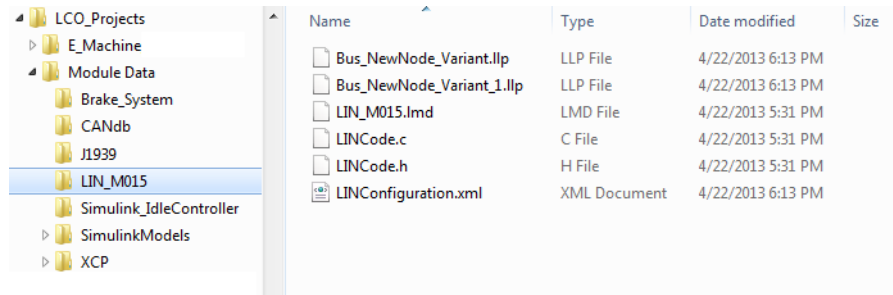 LCO_Projects
E_Machine
Module Data
Brake_System
CANdb
J1939
LIN_M015
Simulink_IdleController
SimulinkModels
XCP
Name Type Date modified Size
Bus_NewNode_Variant.llp LLP File 4/22/2013 6:13 PM
Bus_NewNode_Variant_1.llp LLP File 4/22/2013 6:13 PM
LIN_M015.lmd LMD File 4/22/2013 5:31 PM
LINCode.c C File 4/22/2013 5:31 PM
LINCode.h H File 4/22/2013 5:31 PM
LINConfiguration.xml XML Document 4/22/2013 6:13 PM